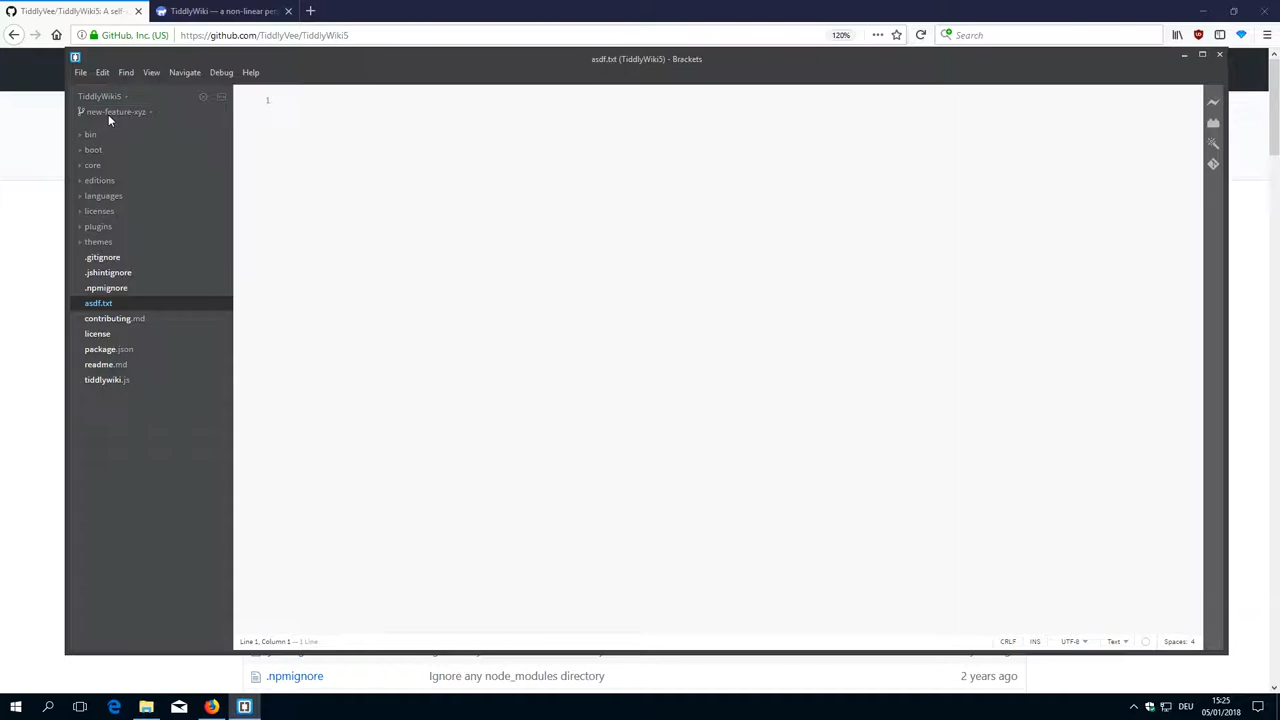 TiddlyVee/TiddlyWiki5: A self-
TiddlyWiki — a non-linear per
GitHub, Inc. (US)
https://github.com/TiddlyVee/TiddlyWiki5
120%
Search
asdf.txt (TiddlyWiki5) - Brackets
File Edit Find View Navigate Debug Help
TiddlyWiki5
new-feature-xyz
1
bin
boot
core
editions
languages
licenses
plugins
themes
.gitignore
.jshintignore
.npmignore
asdf.txt
contributing.md
license
package.json
readme.md
tiddlywiki.js
Line 1, Column 1 — 1 Line
CRLF INS UTF-8 Text Spaces: 4
.npmignore Ignore any node_modules directory 2 years ago
DEU
15:25
05/01/2018